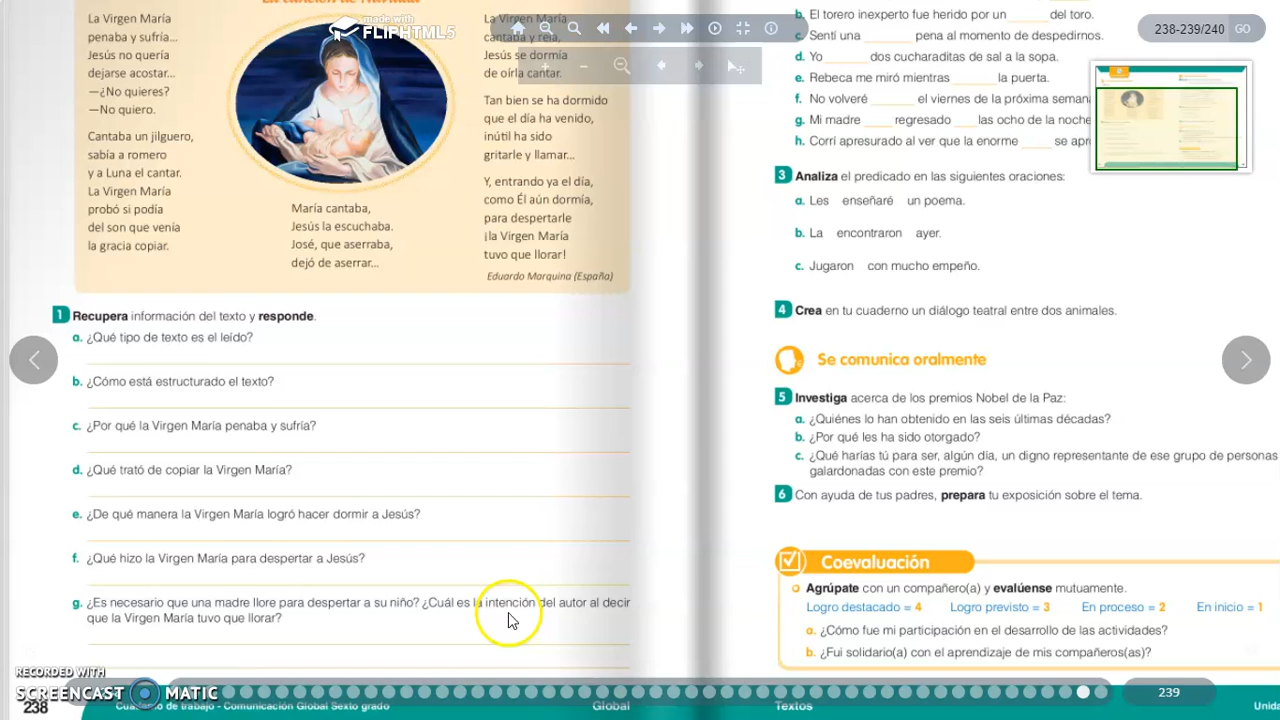 La canción de Navidad
La Virgen María
penaba y sufría...
Jesús no quería
dejarse acostar...
—¿No quieres?
—No quiero.
Cantaba un jilguero,
sabía a romero
y a Luna el cantar.
La Virgen María
probó si podía
del son que venía
la gracia copiar.
María cantaba,
Jesús la escuchaba.
José, que aserraba,
dejó de aserrar...
La Virgen María
cantaba y reía,
Jesús se dormía
de oírla cantar.
Tan bien se ha dormido
que el día ha venido,
inútil ha sido
gritarle y llamar...
Y, entrando ya el día,
como Él aún dormía,
para despertarle
¡la Virgen María
tuvo que llorar!
Eduardo Marquina (España)
made with
FLIPHTML5
1 Recupera información del texto y responde.
a. ¿Qué tipo de texto es el leído?
b. ¿Cómo está estructurado el texto?
c. ¿Por qué la Virgen María penaba y sufría?
d. ¿Qué trató de copiar la Virgen María?
e. ¿De qué manera la Virgen María logró hacer dormir a Jesús?
f. ¿Qué hizo la Virgen María para despertar a Jesús?
g. ¿Es necesario que una madre llore para despertar a su niño? ¿Cuál es la intención del autor al decir
que la Virgen María tuvo que llorar?
RECORDED WITH
SCREENCAST MATIC
238
Cuaderno de trabajo - Comunicación Global Sexto grado
Global
b. El torero inexperto fue herido por un ____ del toro.
c. Sentí una ____ pena al momento de despedirnos.
d. Yo ____ dos cucharaditas de sal a la sopa.
e. Rebeca me miró mientras ____ la puerta.
f. No volveré ____ el viernes de la próxima semana
g. Mi madre ____ regresado ____ las ocho de la noche
h. Corrí apresurado al ver que la enorme ____ se apr
238-239/240 GO
3 Analiza el predicado en las siguientes oraciones:
a. Les enseñaré un poema.
b. La encontraron ayer.
c. Jugaron con mucho empeño.
4 Crea en tu cuaderno un diálogo teatral entre dos animales.
Se comunica oralmente
5 Investiga acerca de los premios Nobel de la Paz:
a. ¿Quiénes lo han obtenido en las seis últimas décadas?
b. ¿Por qué les ha sido otorgado?
c. ¿Qué harías tú para ser, algún día, un digno representante de ese grupo de personas
galardonadas con este premio?
6 Con ayuda de tus padres, prepara tu exposición sobre el tema.
Coevaluación
Agrúpate con un compañero(a) y evalúense mutuamente.
Logro destacado = 4 Logro previsto = 3 En proceso = 2 En inicio = 1
a. ¿Cómo fue mi participación en el desarrollo de las actividades?
b. ¿Fui solidario(a) con el aprendizaje de mis compañeros(as)?
239
Textos
Unida